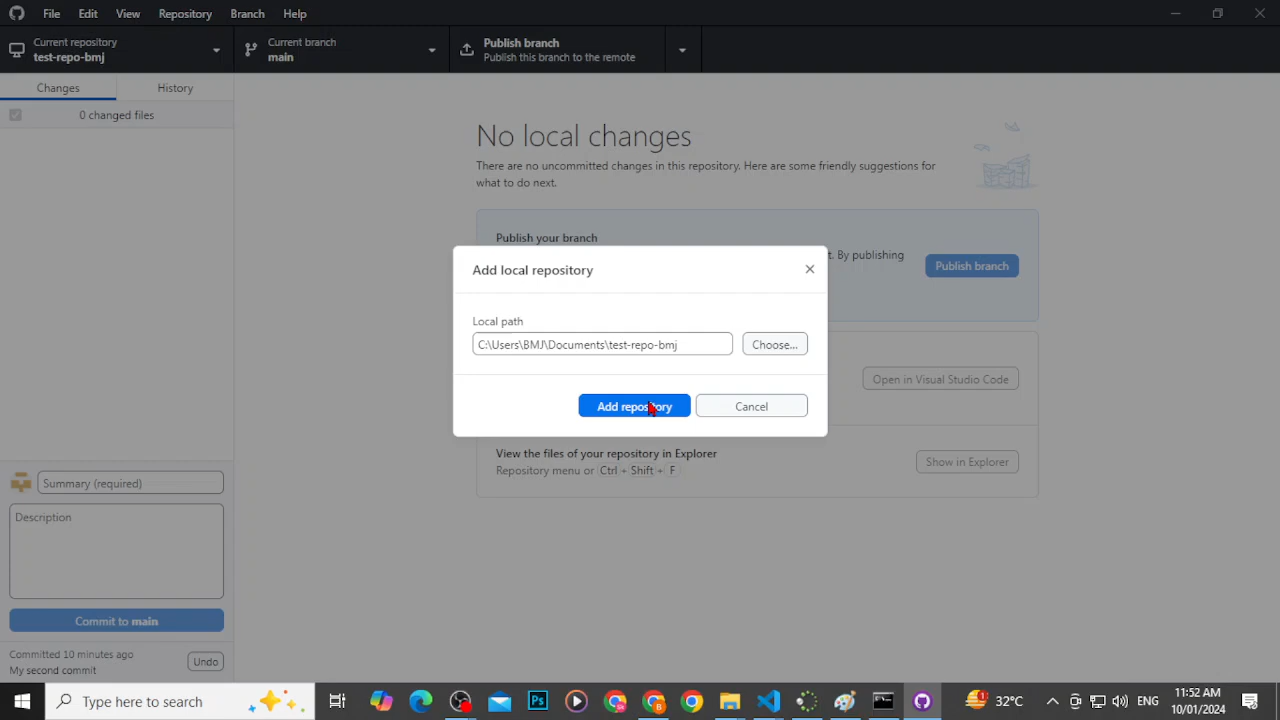 File Edit View Repository Branch Help
Current repository
test-repo-bmj
Current branch
main
Publish branch
Publish this branch to the remote
Changes History
0 changed files
No local changes
There are no uncommitted changes in this repository. Here are some friendly suggestions for
what to do next.
Publish your branch
t. By publishing
Publish branch
Add local repository
Local path
C:\Users\BMJ\Documents\test-repo-bmj
Choose...
Add repository
Cancel
Open in Visual Studio Code
View the files of your repository in Explorer
Repository menu or Ctrl + Shift + F
Show in Explorer
Summary (required)
Description
Commit to main
Committed 10 minutes ago
My second commit
Undo
Type here to search
Ps
1
32°C
ENG
11:52 AM
10/01/2024